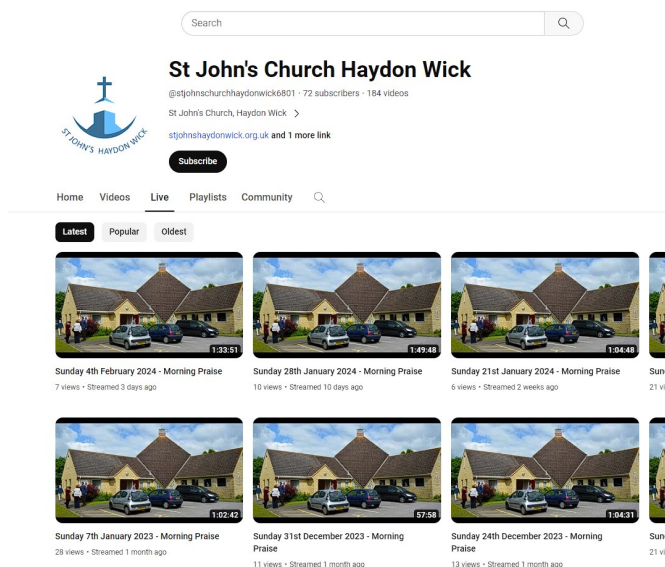 Search
St John's Church Haydon Wick
@stjohnschurchhaydonwick6801 · 72 subscribers · 184 videos
St John's Church, Haydon Wick
stjohnshaydonwick.org.uk and 1 more link
ST JOHN'S HAYDON WICK
Subscribe
Home Videos Live Playlists Community
Latest Popular Oldest
1:33:51 1:49:48 1:04:48
Sunday 4th February 2024 - Morning Praise Sunday 28th January 2024 - Morning Praise Sunday 21st January 2024 - Morning Praise Sun
7 views • Streamed 3 days ago 10 views • Streamed 10 days ago 6 views • Streamed 2 weeks ago 21 vi
1:02:42 57:58 1:04:31
Sunday 7th January 2023 - Morning Praise Sunday 31st December 2023 - Morning Sunday 24th December 2023 - Morning Sun
Praise Praise
28 views • Streamed 1 month ago 21 vi
11 views • Streamed 1 month ago 13 views • Streamed 1 month ago